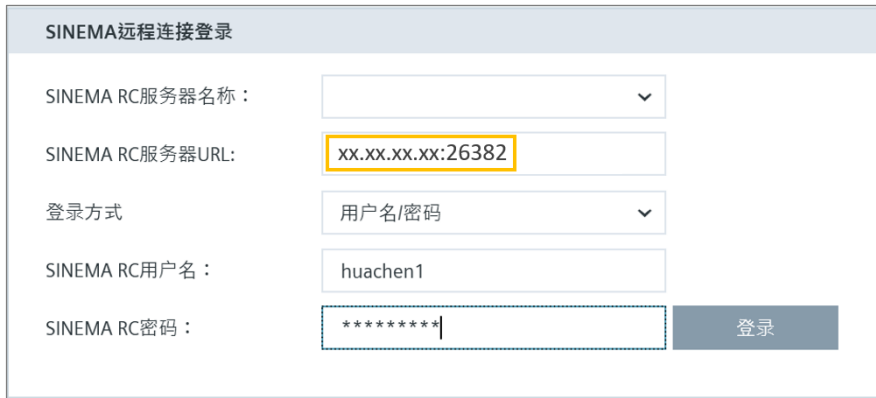 SINEMA远程连接登录
SINEMA RC服务器名称：
SINEMA RC服务器URL: xx.xx.xx.xx:26382
登录方式 用户名/密码
SINEMA RC用户名： huachen1
SINEMA RC密码： ********* 登录